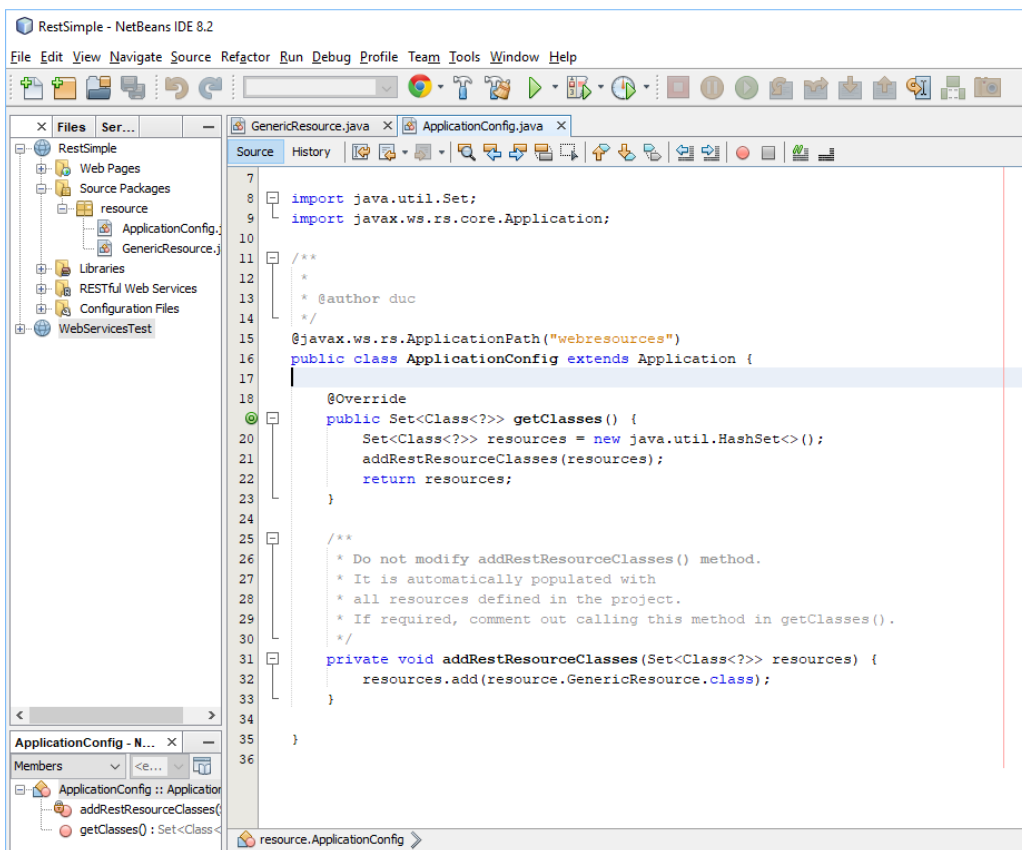 RestSimple - NetBeans IDE 8.2
File Edit View Navigate Source Refactor Run Debug Profile Team Tools Window Help
Files Ser...
RestSimple
Web Pages
Source Packages
resource
ApplicationConfig.j
GenericResource.j
Libraries
RESTful Web Services
Configuration Files
WebServicesTest
ApplicationConfig - N...
Members <e...
ApplicationConfig :: Application
addRestResourceClasses(S
getClasses() : Set<Class<
GenericResource.java ApplicationConfig.java
Source History
7
8 import java.util.Set;
9 import javax.ws.rs.core.Application;
10
11 /**
12 *
13 * @author duc
14 */
15 @javax.ws.rs.ApplicationPath("webresources")
16 public class ApplicationConfig extends Application {
17
18 @Override
public Set<Class<?>> getClasses() {
20 Set<Class<?>> resources = new java.util.HashSet<>();
21 addRestResourceClasses(resources);
22 return resources;
23 }
24
25 /**
26 * Do not modify addRestResourceClasses() method.
27 * It is automatically populated with
28 * all resources defined in the project.
29 * If required, comment out calling this method in getClasses().
30 */
31 private void addRestResourceClasses(Set<Class<?>> resources) {
32 resources.add(resource.GenericResource.class);
33 }
34
35 }
36
resource.ApplicationConfig